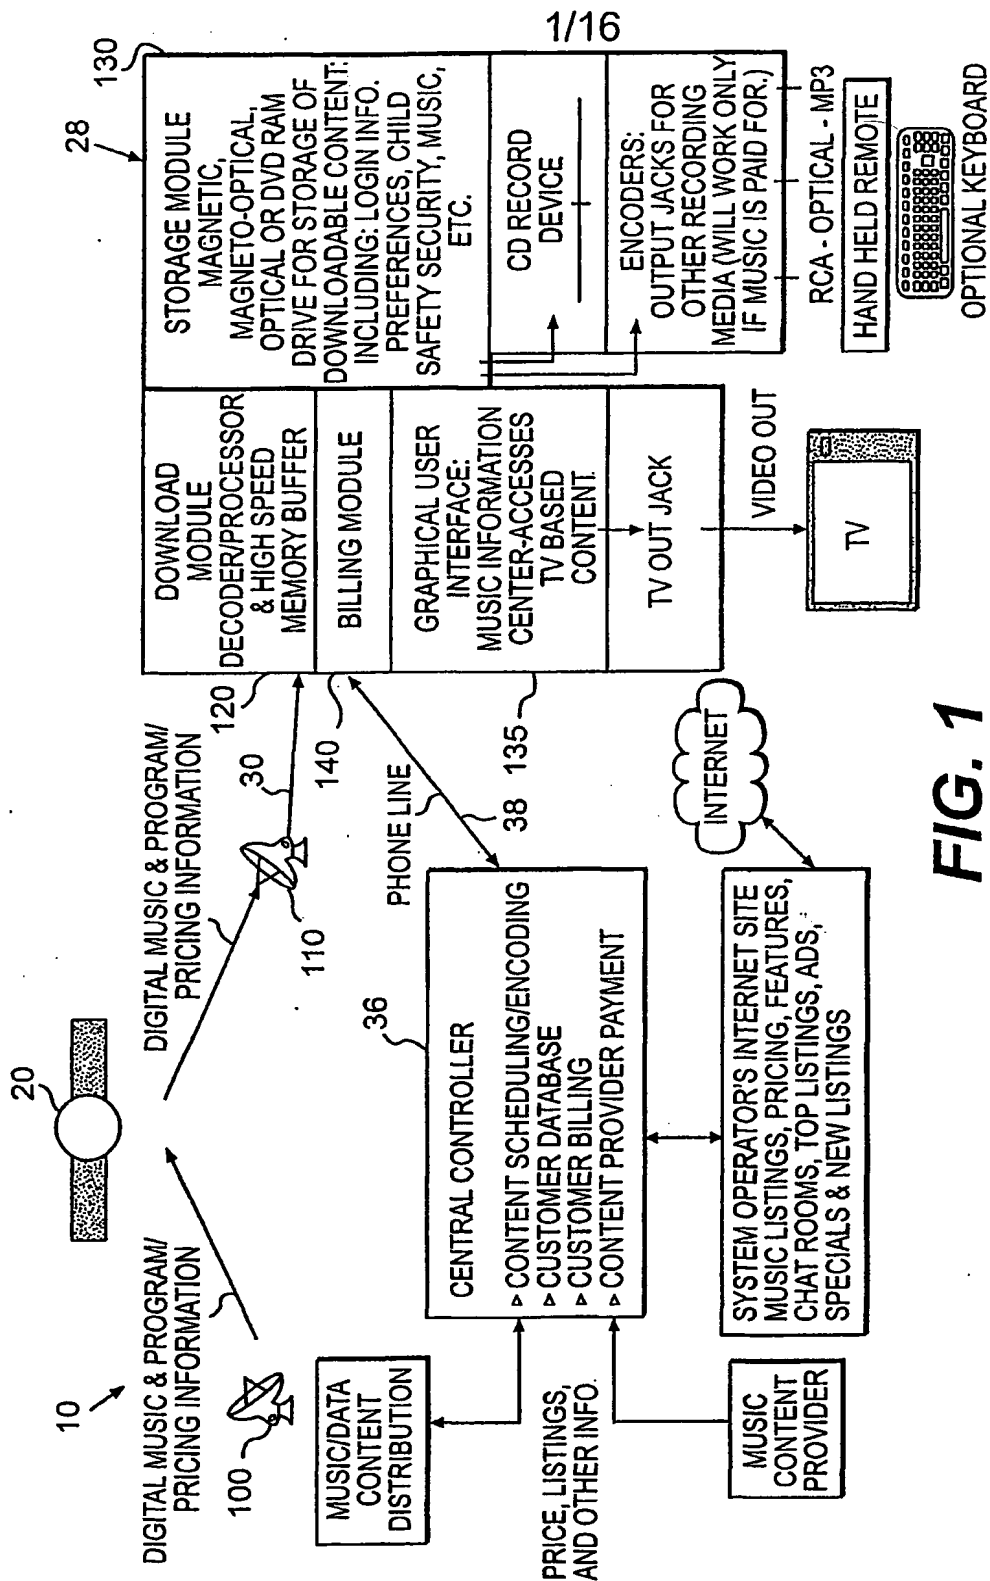 1/16
10
DIGITAL MUSIC & PROGRAM/
PRICING INFORMATION
100
20
DIGITAL MUSIC & PROGRAM/
PRICING INFORMATION
110
30
28
130
120
DOWNLOAD
MODULE
DECODER/PROCESSOR
& HIGH SPEED
MEMORY BUFFER
STORAGE MODULE
MAGNETIC,
MAGNETO-OPTICAL,
OPTICAL OR DVD RAM
DRIVE FOR STORAGE OF
DOWNLOADABLE CONTENT:
INCLUDING: LOGIN INFO.
PREFERENCES, CHILD
SAFETY SECURITY, MUSIC,
ETC.
140
BILLING MODULE
135
GRAPHICAL USER
INTERFACE:
MUSIC INFORMATION
CENTER-ACCESSES
TV BASED
CONTENT.
CD RECORD
DEVICE
ENCODERS:
OUTPUT JACKS FOR
OTHER RECORDING
MEDIA (WILL WORK ONLY
IF MUSIC IS PAID FOR.)
TV OUT JACK
VIDEO OUT
TV
RCA - OPTICAL - MP3
HAND HELD REMOTE
OPTIONAL KEYBOARD
PHONE LINE
38
36
MUSIC/DATA
CONTENT
DISTRIBUTION
CENTRAL CONTROLLER
▹ CONTENT SCHEDULING/ENCODING
▹ CUSTOMER DATABASE
▹ CUSTOMER BILLING
▹ CONTENT PROVIDER PAYMENT
PRICE, LISTINGS,
AND OTHER INFO.
MUSIC
CONTENT
PROVIDER
SYSTEM OPERATOR'S INTERNET SITE
MUSIC LISTINGS, PRICING, FEATURES,
CHAT ROOMS, TOP LISTINGS, ADS,
SPECIALS & NEW LISTINGS
INTERNET
FIG. 1